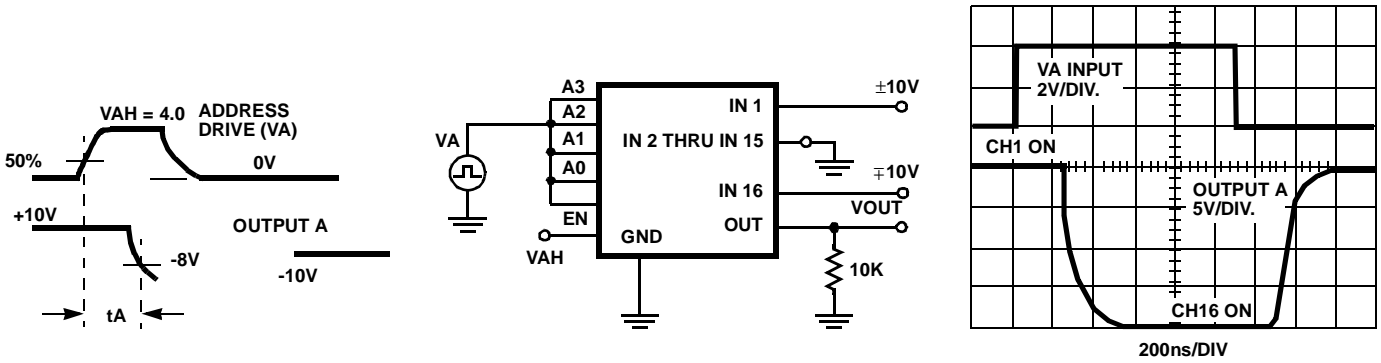 VAH = 4.0
ADDRESS
DRIVE (VA)
50%
0V
+10V
OUTPUT A
-8V
-10V
tA
VA
A3
A2
A1
A0
EN
VAH
GND
IN 1
IN 2 THRU IN 15
IN 16
OUT
±10V
∓10V
VOUT
10K
VA INPUT
2V/DIV.
CH1 ON
OUTPUT A
5V/DIV.
CH16 ON
200ns/DIV